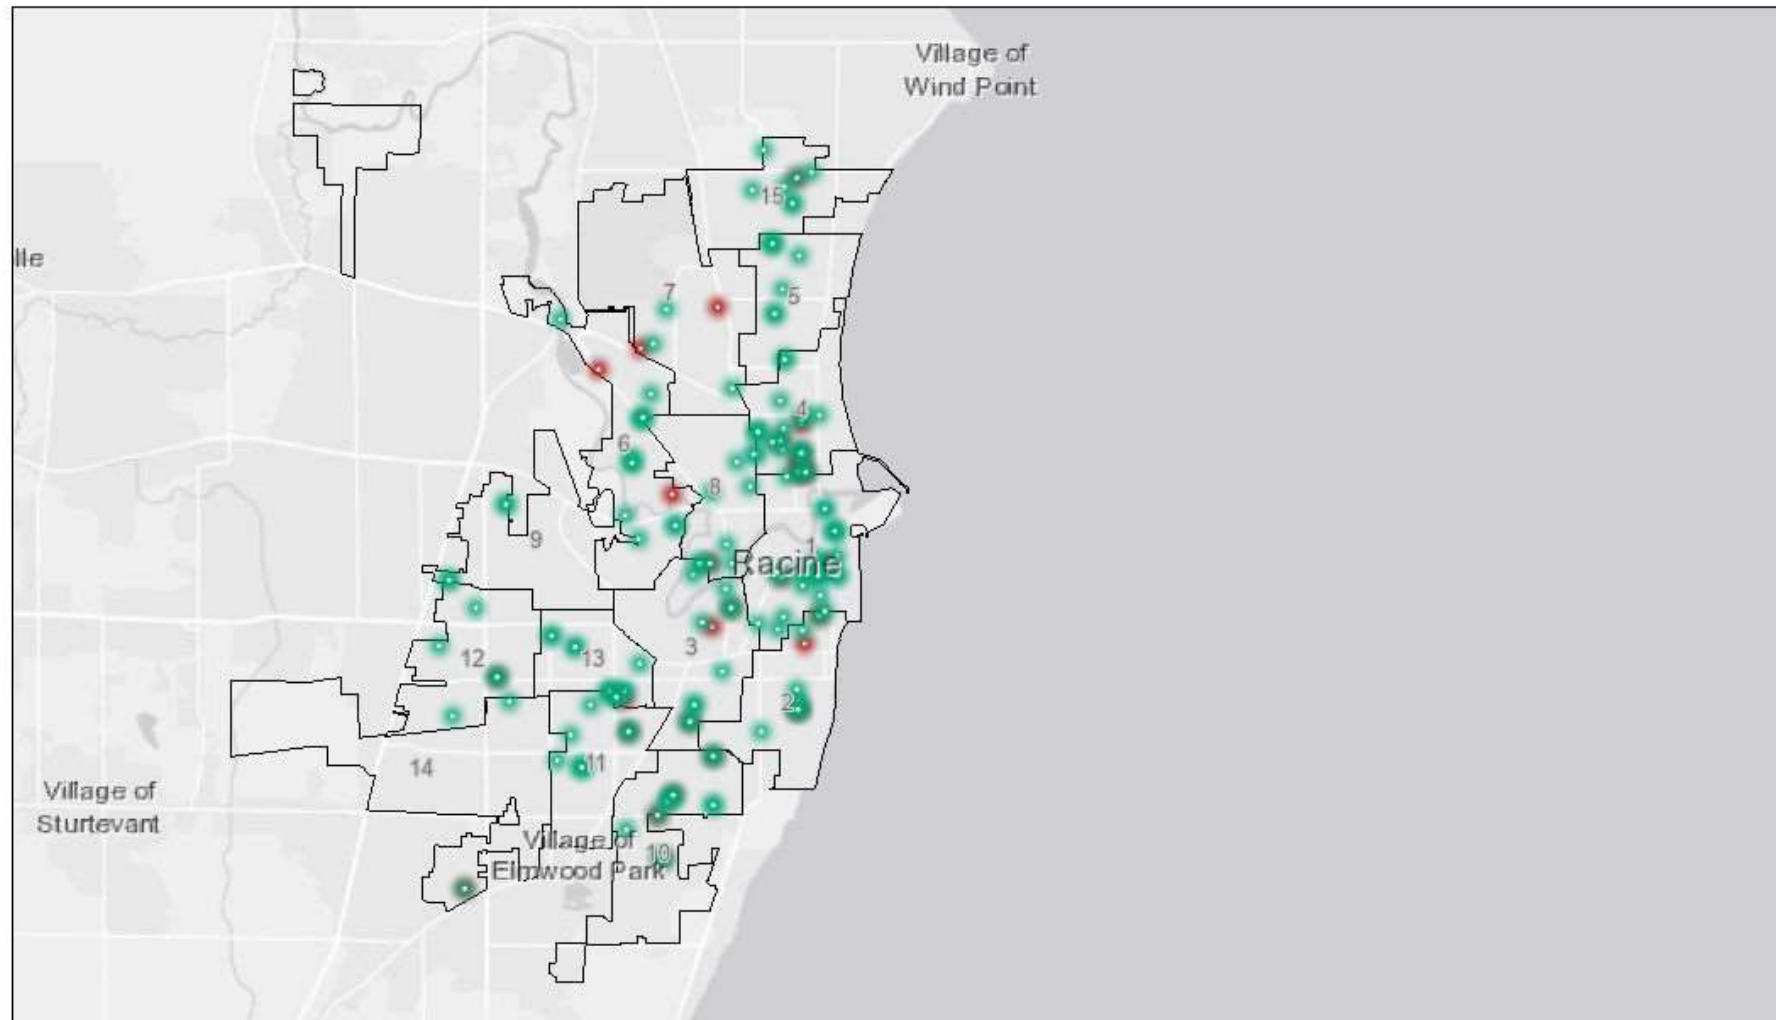 Village of
Wind Point
15
lle
7
5
4
6
8
9
1
Racine
3
12
13
2
11
14
Village of
Sturtevant
Village of
10
Elmwood Park